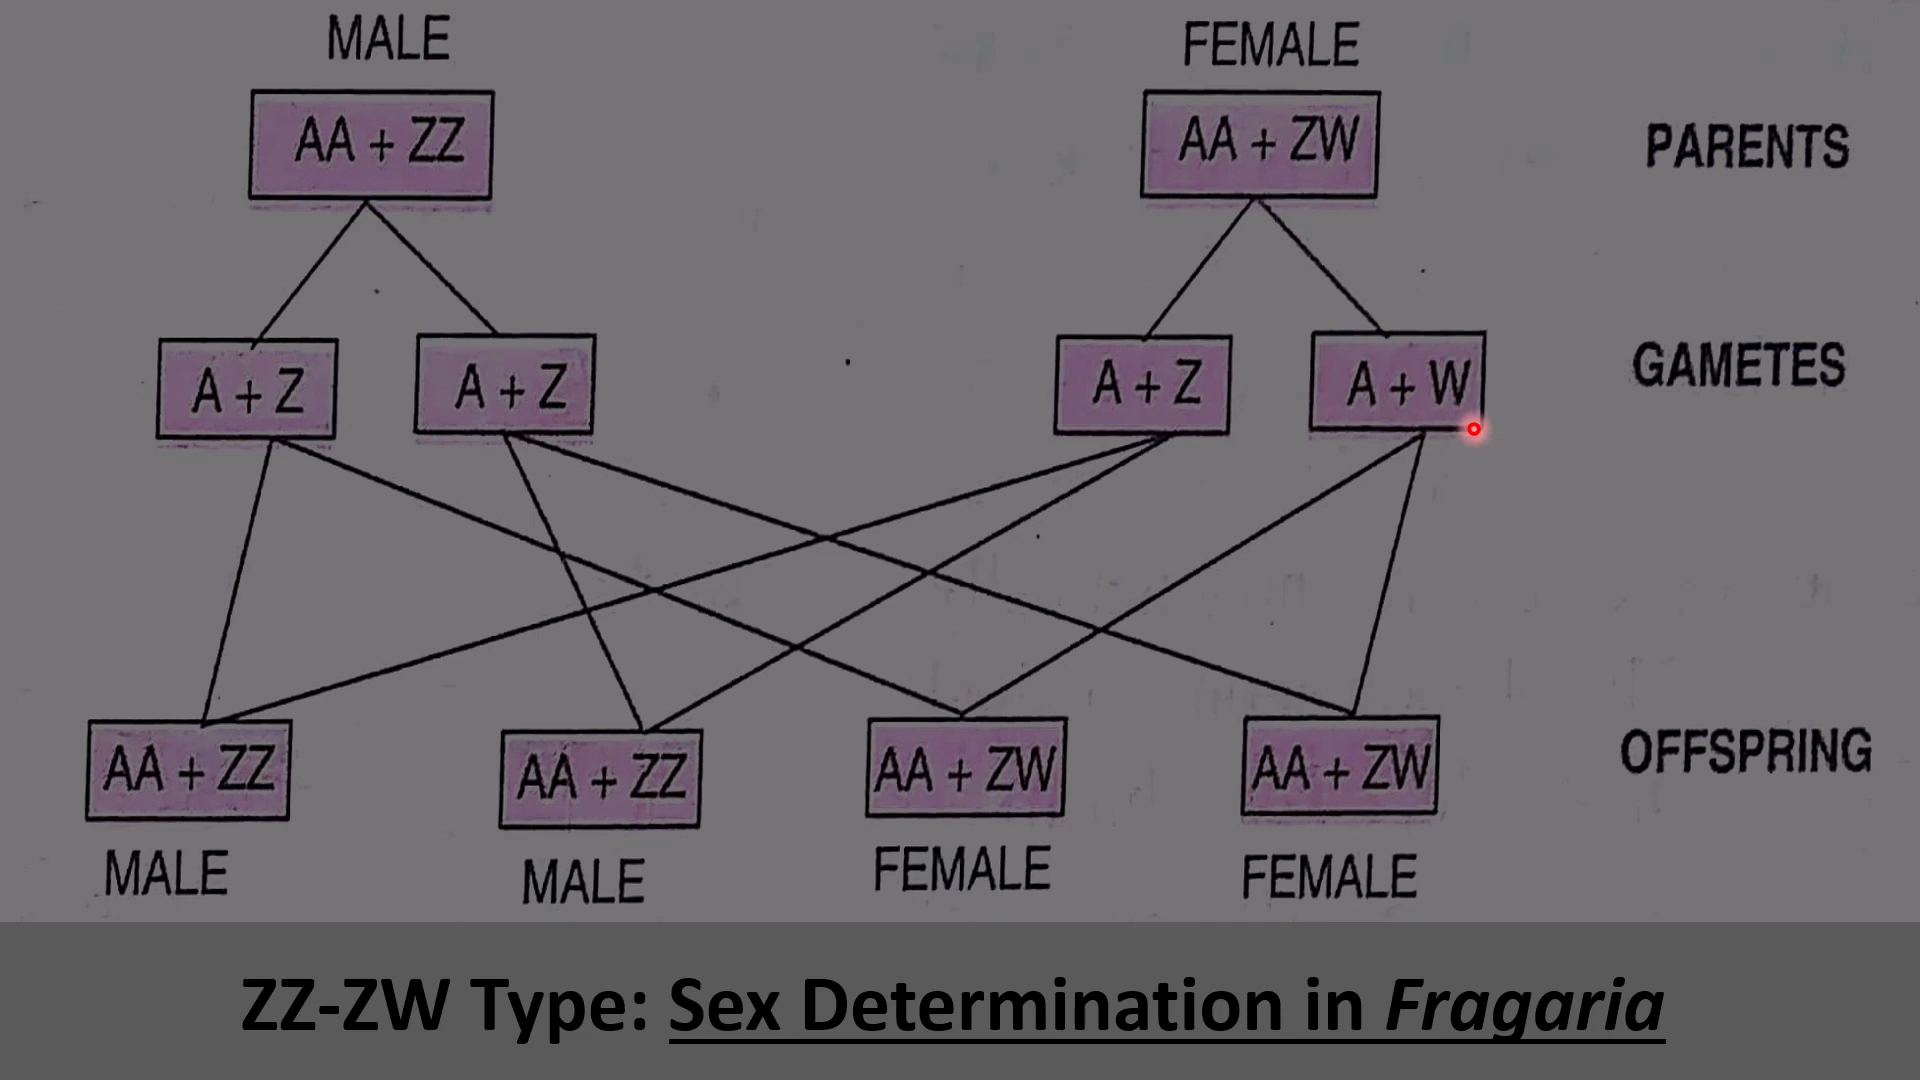 MALE FEMALE
AA + ZZ AA + ZW PARENTS
A + Z A + Z A + Z A + W GAMETES
AA + ZZ AA + ZZ AA + ZW AA + ZW OFFSPRING
MALE MALE FEMALE FEMALE
ZZ-ZW Type: Sex Determination in Fragaria